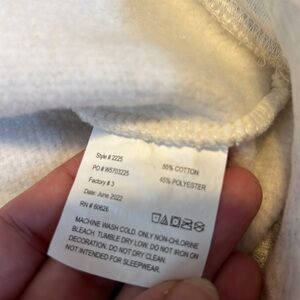 Style # 2225
PO # W5703225
Factory # 3
Date: June 2022
RN # 60626
55% COTTON
45% POLYESTER
MACHINE WASH COLD. ONLY NON-CHLORINE
BLEACH. TUMBLE DRY LOW. DO NOT IRON ON
DECORATION. DO NOT DRY CLEAN.
NOT INTENDED FOR SLEEPWEAR.